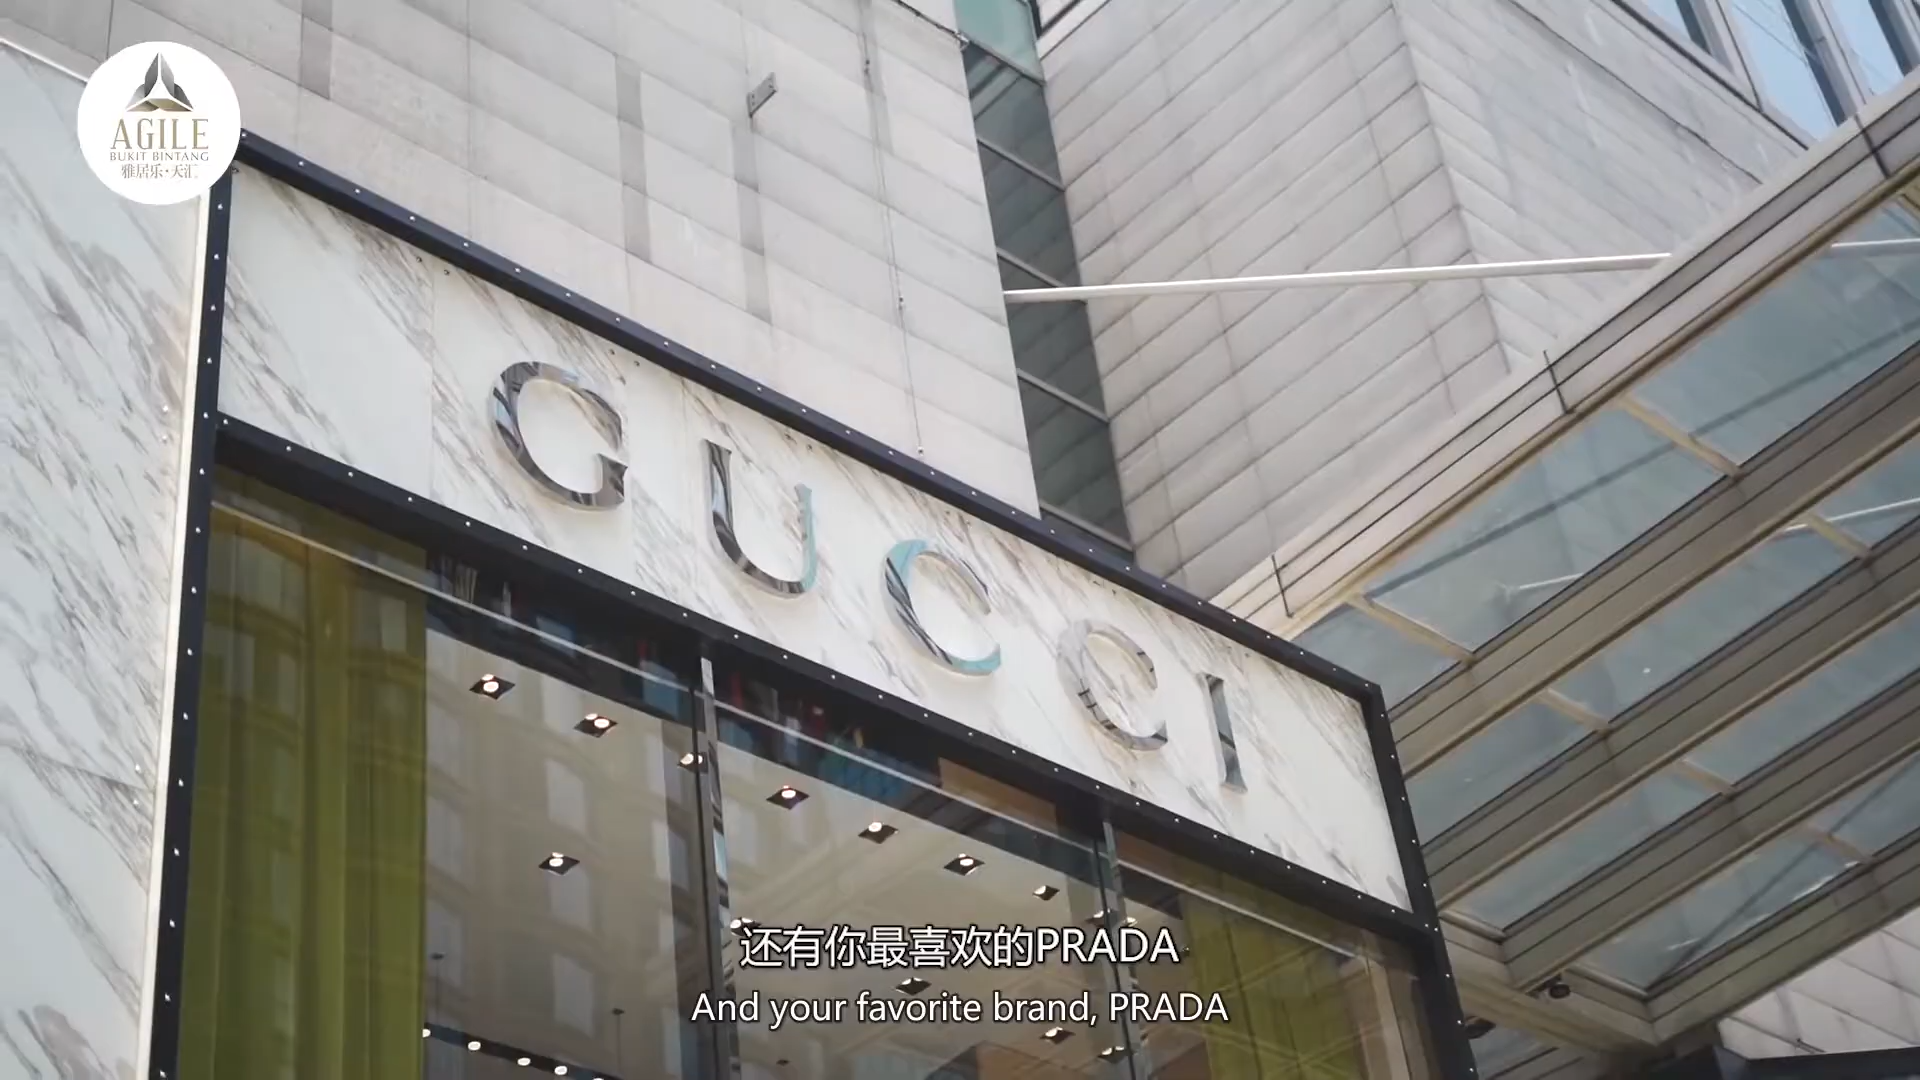 AGILE
BUKIT BINTANG
雅居乐·天汇
GUCCI
还有你最喜欢的PRADA
And your favorite brand, PRADA